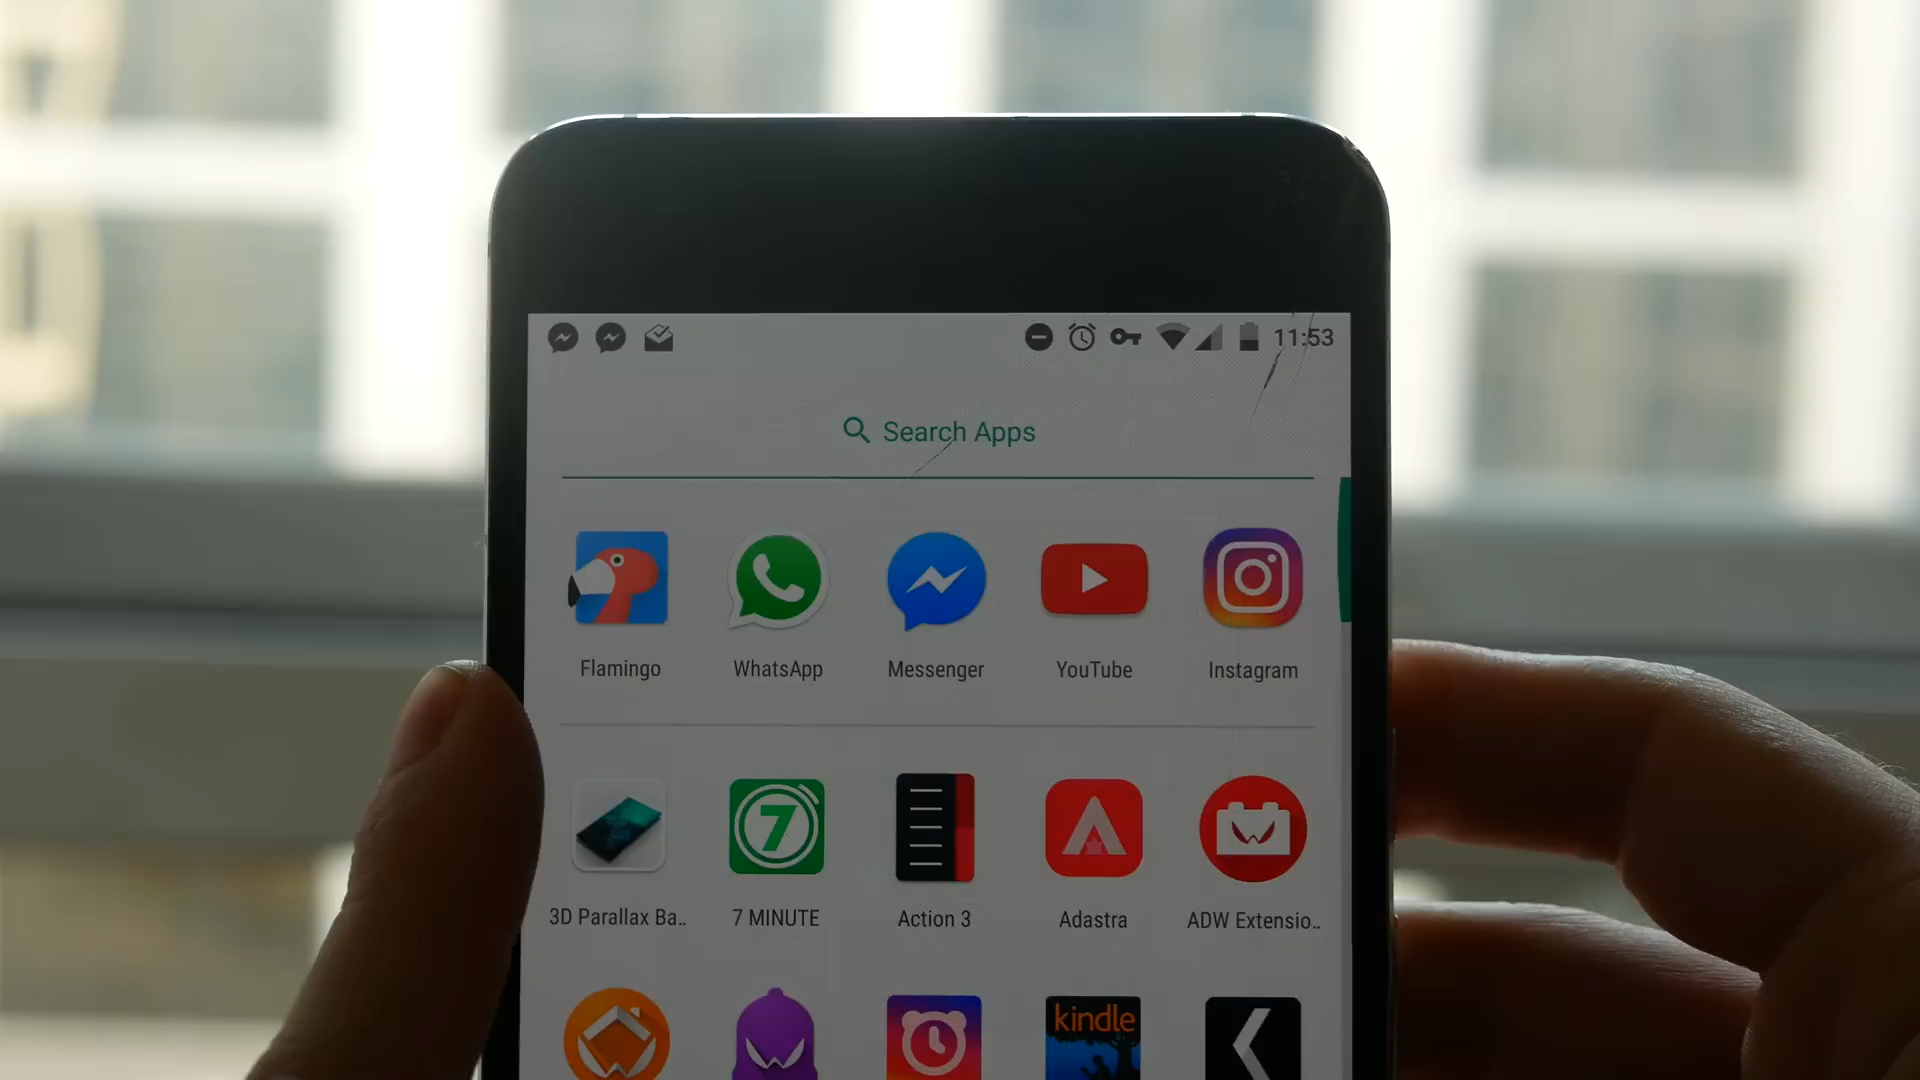 11:53
Search Apps
Flamingo WhatsApp Messenger YouTube Instagram
7
3D Parallax Ba.. 7 MINUTE Action 3 Adastra ADW Extensio..
kindle